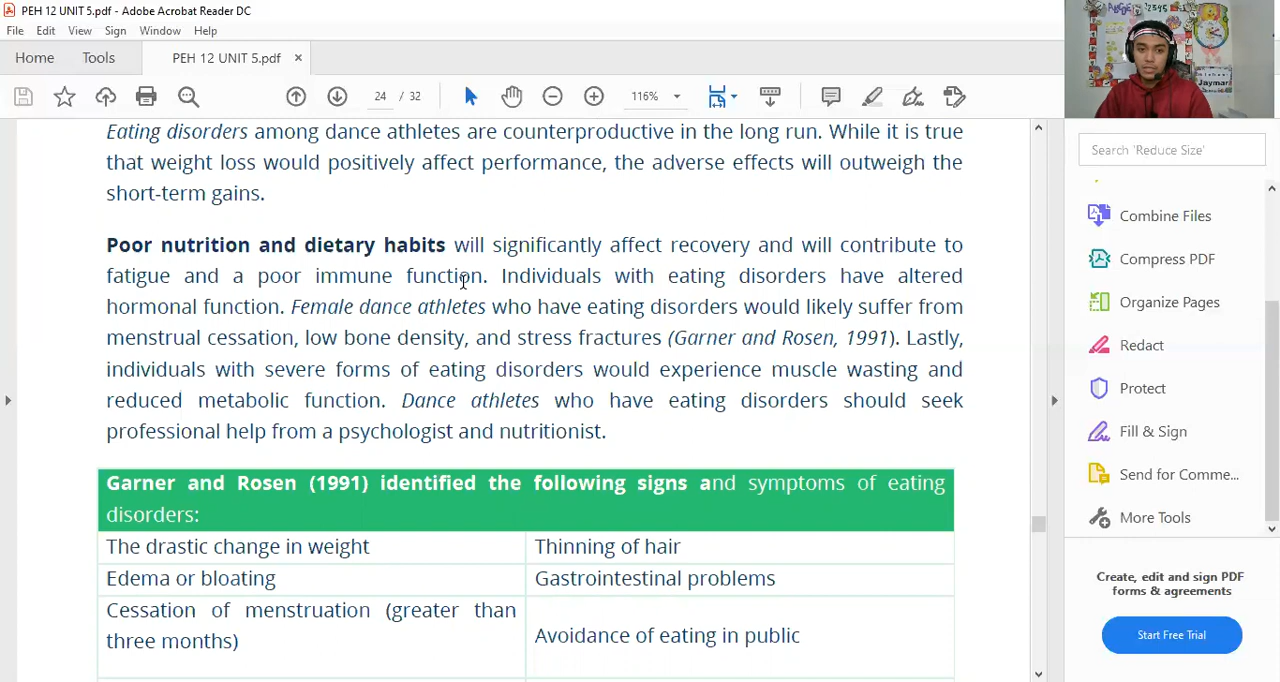 PEH 12 UNIT 5.pdf - Adobe Acrobat Reader DC
File Edit View Sign Window Help
Home Tools PEH 12 UNIT 5.pdf ×
24 / 32 116%
Eating disorders among dance athletes are counterproductive in the long run. While it is true
that weight loss would positively affect performance, the adverse effects will outweigh the
short-term gains.
Poor nutrition and dietary habits will significantly affect recovery and will contribute to
fatigue and a poor immune function. Individuals with eating disorders have altered
hormonal function. Female dance athletes who have eating disorders would likely suffer from
menstrual cessation, low bone density, and stress fractures (Garner and Rosen, 1991). Lastly,
individuals with severe forms of eating disorders would experience muscle wasting and
reduced metabolic function. Dance athletes who have eating disorders should seek
professional help from a psychologist and nutritionist.
Garner and Rosen (1991) identified the following signs and symptoms of eating
disorders:
The drastic change in weight
Thinning of hair
Edema or bloating
Gastrointestinal problems
Cessation of menstruation (greater than
three months)
Avoidance of eating in public
Search 'Reduce Size'
Combine Files
Compress PDF
Organize Pages
Redact
Protect
Fill & Sign
Send for Comme...
More Tools
Create, edit and sign PDF
forms & agreements
Start Free Trial